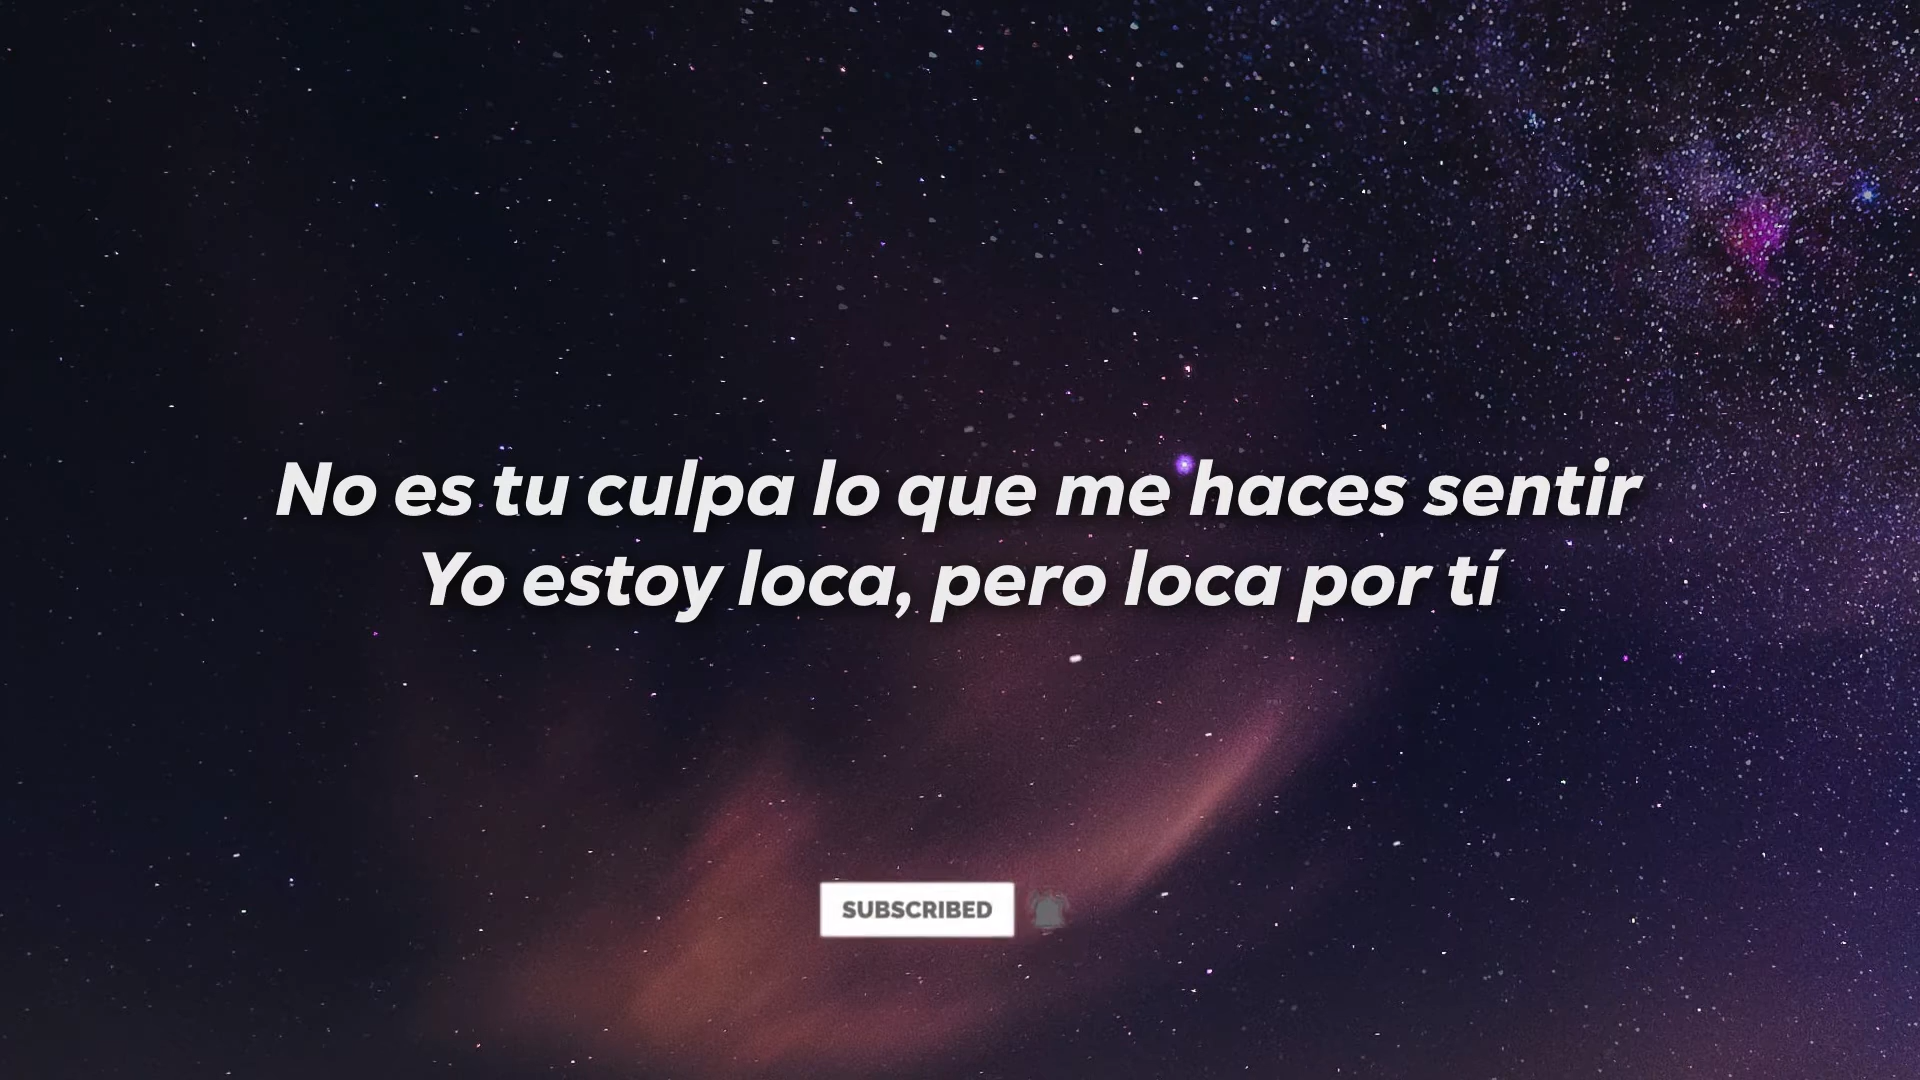 No es tu culpa lo que me haces sentir
Yo estoy loca, pero loca por tí
SUBSCRIBED